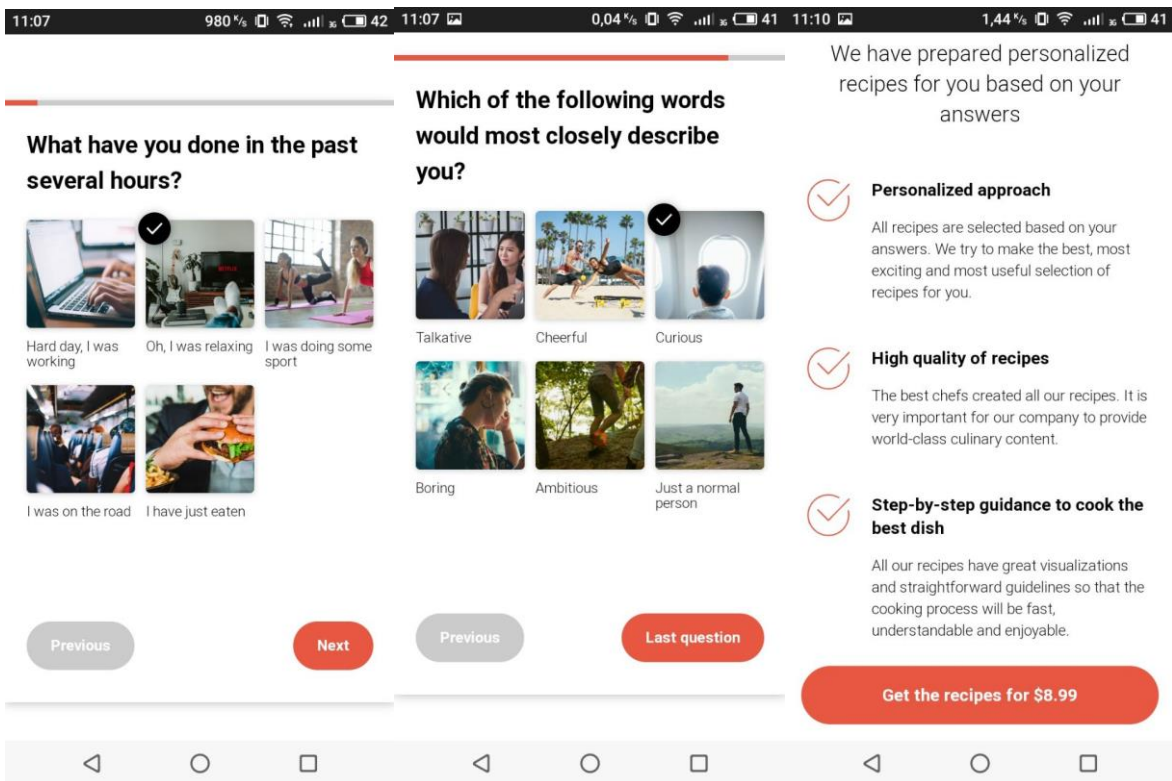 11:07
980 K/s 36 42
What have you done in the past
several hours?
NETFLIX
Hard day, I was
working
Oh, I was relaxing
I was doing some
sport
I was on the road
I have just eaten
Previous
Next
11:07
0,04 K/s 36 41
Which of the following words
would most closely describe
you?
Talkative
Cheerful
Curious
Boring
Ambitious
Just a normal
person
Previous
Last question
11:10
1,44 K/s 36 41
We have prepared personalized
recipes for you based on your
answers
Personalized approach
All recipes are selected based on your
answers. We try to make the best, most
exciting and most useful selection of
recipes for you.
High quality of recipes
The best chefs created all our recipes. It is
very important for our company to provide
world-class culinary content.
Step-by-step guidance to cook the
best dish
All our recipes have great visualizations
and straightforward guidelines so that the
cooking process will be fast,
understandable and enjoyable.
Get the recipes for $8.99